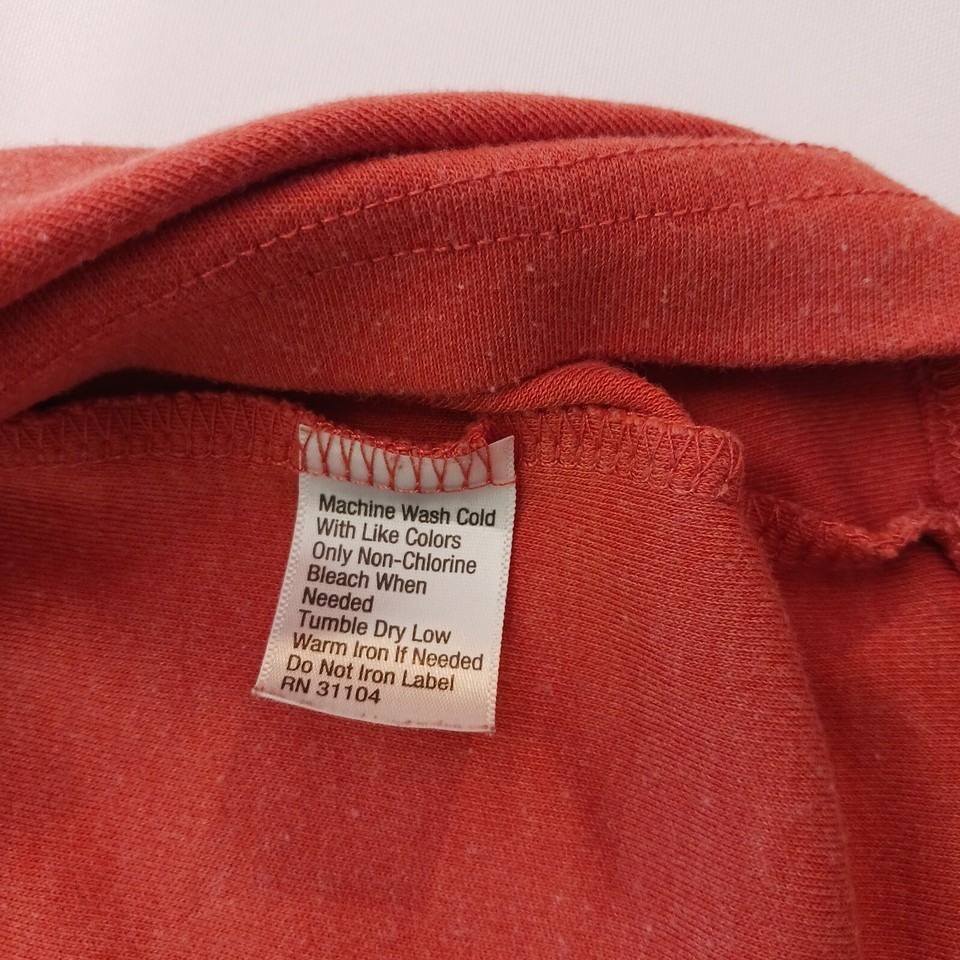 Machine Wash Cold
With Like Colors
Only Non-Chlorine
Bleach When
Needed
Tumble Dry Low
Warm Iron If Needed
Do Not Iron Label
RN 31104